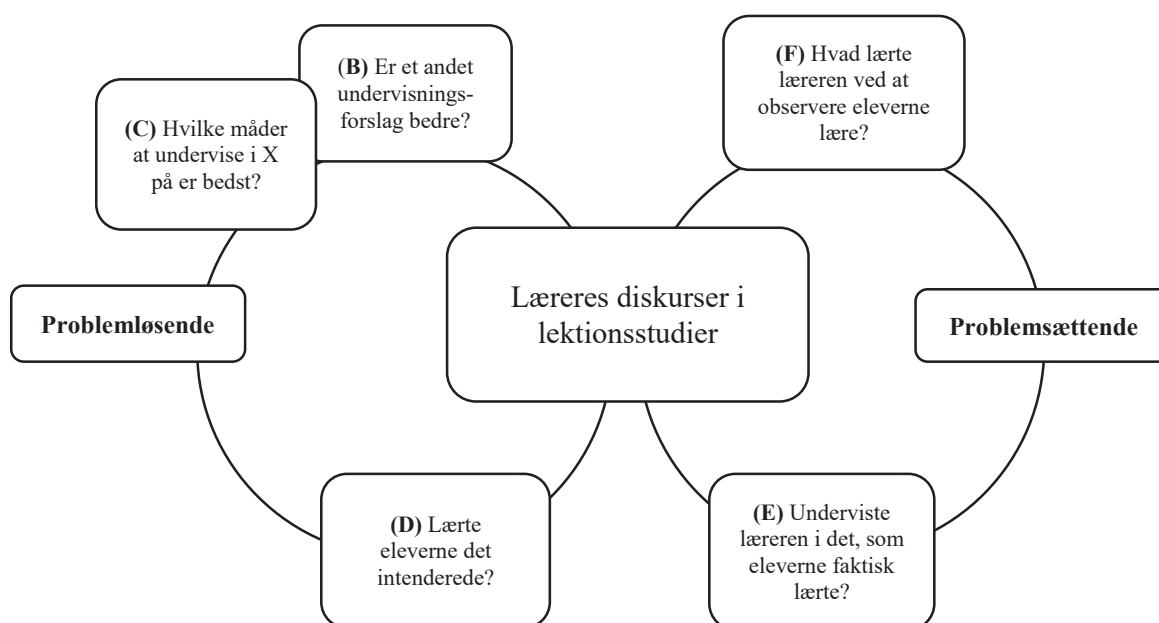 (B) Er et andet
undervisnings-
forslag bedre?
(F) Hvad lærte
læreren ved at
observere eleverne
lære?
(C) Hvilke måder
at undervise i X
på er bedst?
Læreres diskurser i
lektionsstudier
Problemløsende
Problemsættende
(D) Lærte
eleverne det
intenderede?
(E) Underviste
læreren i det, som
eleverne faktisk
lærte?